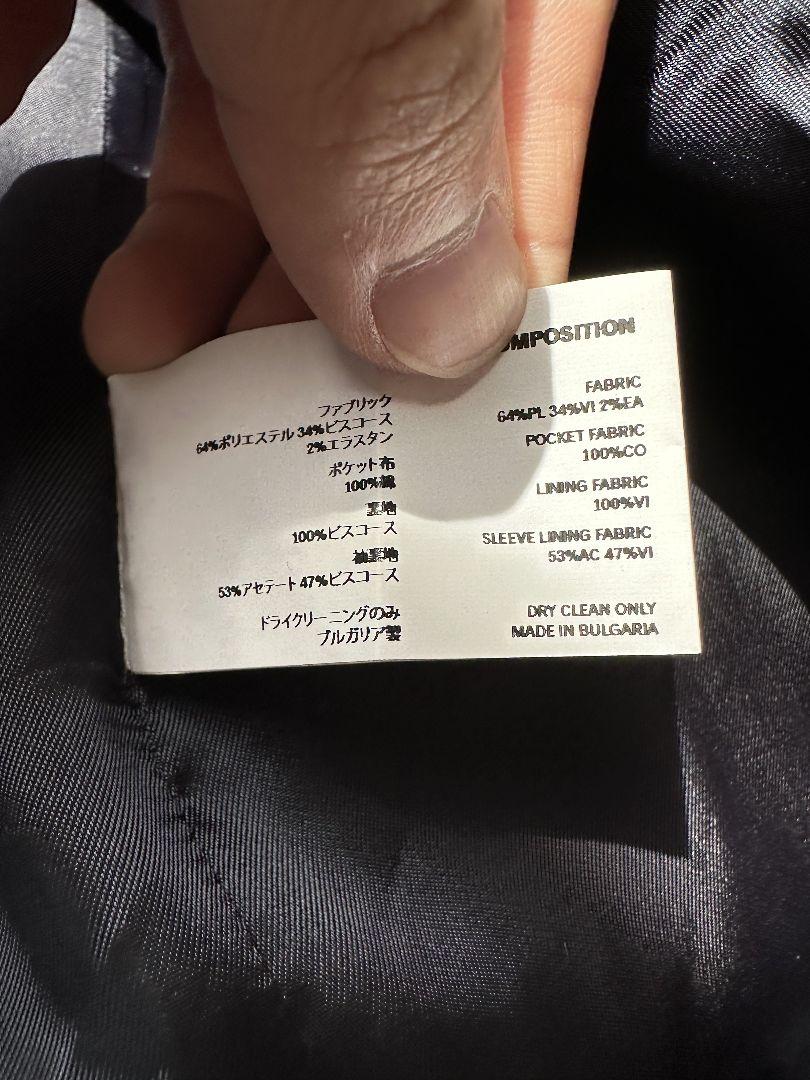 ファブリック
64%ポリエステル 34%ビスコース
2%エラスタン
ポケット布
100%綿
裏地
100%ビスコース
袖裏地
53%アセテート 47%ビスコース
ドライクリーニングのみ
ブルガリア製
OMPOSITION
FABRIC
64%PL 34%VI 2%EA
POCKET FABRIC
100%CO
LINING FABRIC
100%VI
SLEEVE LINING FABRIC
53%AC 47%VI
DRY CLEAN ONLY
MADE IN BULGARIA